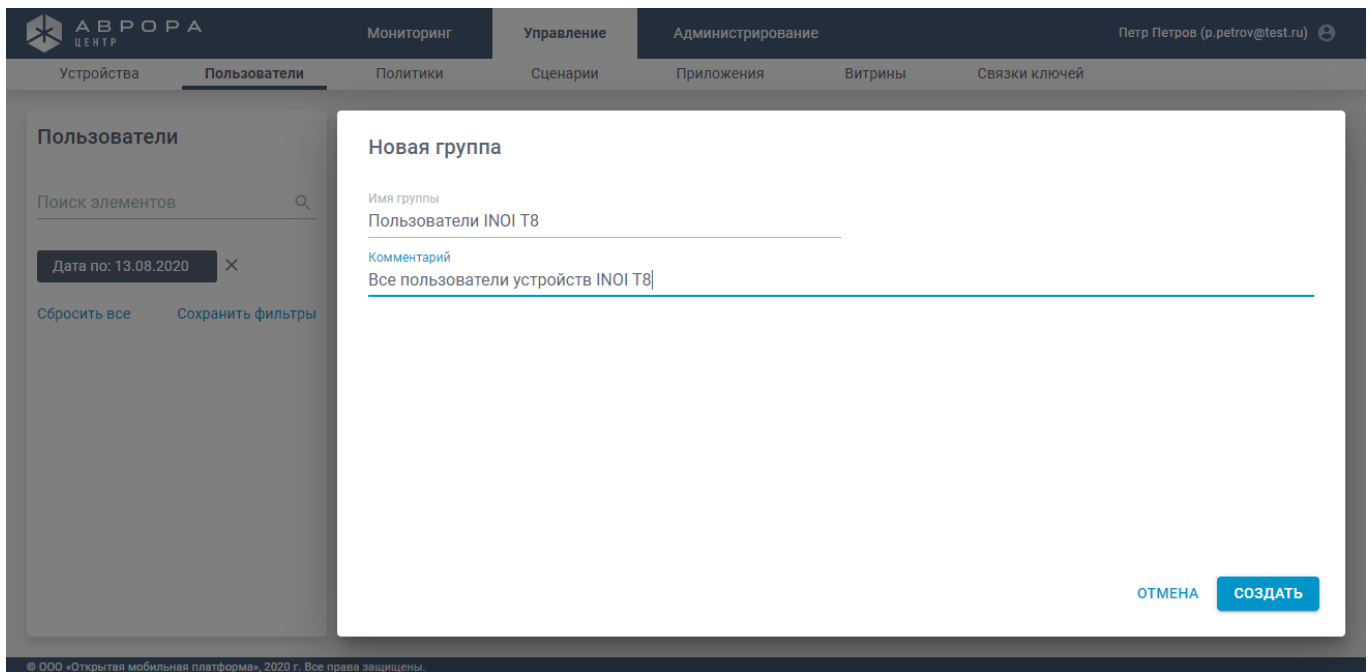 АВРОРА
ЦЕНТР
Мониторинг
Управление
Администрирование
Петр Петров (p.petrov@test.ru)
Устройства
Пользователи
Политики
Сценарии
Приложения
Витрины
Связки ключей
Пользователи
Поиск элементов
Дата по: 13.08.2020
Сбросить все
Сохранить фильтры
Новая группа
Имя группы
Пользователи INOI T8
Комментарий
Все пользователи устройств INOI T8
ОТМЕНА
СОЗДАТЬ
© ООО «Открытая мобильная платформа», 2020 г. Все права защищены.